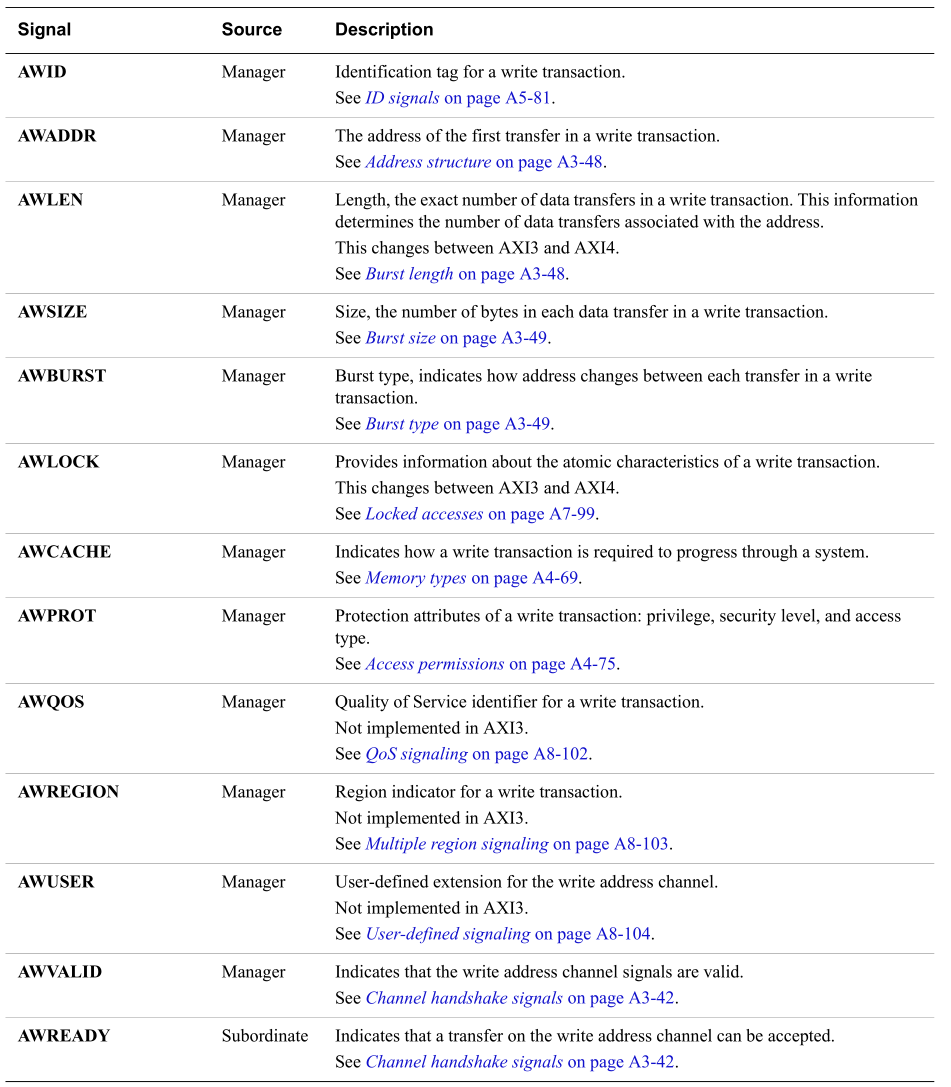 Signal Source Description
AWID Manager Identification tag for a write transaction.
See ID signals on page A5-81.
AWADDR Manager The address of the first transfer in a write transaction.
See Address structure on page A3-48.
AWLEN Manager Length, the exact number of data transfers in a write transaction. This information
determines the number of data transfers associated with the address.
This changes between AXI3 and AXI4.
See Burst length on page A3-48.
AWSIZE Manager Size, the number of bytes in each data transfer in a write transaction.
See Burst size on page A3-49.
AWBURST Manager Burst type, indicates how address changes between each transfer in a write
transaction.
See Burst type on page A3-49.
AWLOCK Manager Provides information about the atomic characteristics of a write transaction.
This changes between AXI3 and AXI4.
See Locked accesses on page A7-99.
AWCACHE Manager Indicates how a write transaction is required to progress through a system.
See Memory types on page A4-69.
AWPROT Manager Protection attributes of a write transaction: privilege, security level, and access
type.
See Access permissions on page A4-75.
AWQOS Manager Quality of Service identifier for a write transaction.
Not implemented in AXI3.
See QoS signaling on page A8-102.
AWREGION Manager Region indicator for a write transaction.
Not implemented in AXI3.
See Multiple region signaling on page A8-103.
AWUSER Manager User-defined extension for the write address channel.
Not implemented in AXI3.
See User-defined signaling on page A8-104.
AWVALID Manager Indicates that the write address channel signals are valid.
See Channel handshake signals on page A3-42.
AWREADY Subordinate Indicates that a transfer on the write address channel can be accepted.
See Channel handshake signals on page A3-42.